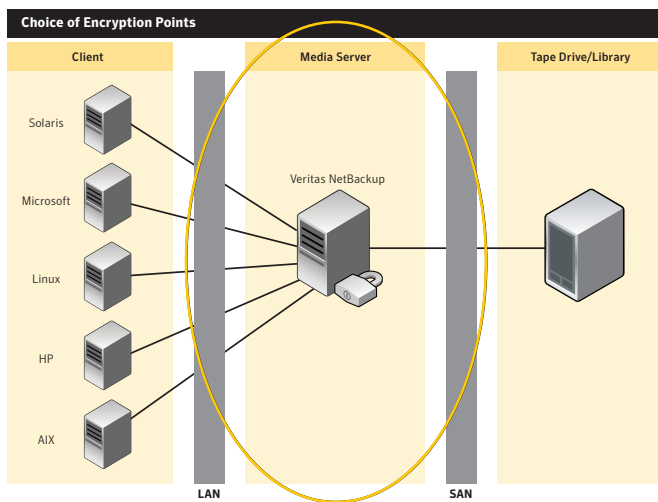 Choice of Encryption Points
Client
Media Server
Tape Drive/Library
Solaris
Veritas NetBackup
Microsoft
Linux
HP
AIX
LAN
SAN